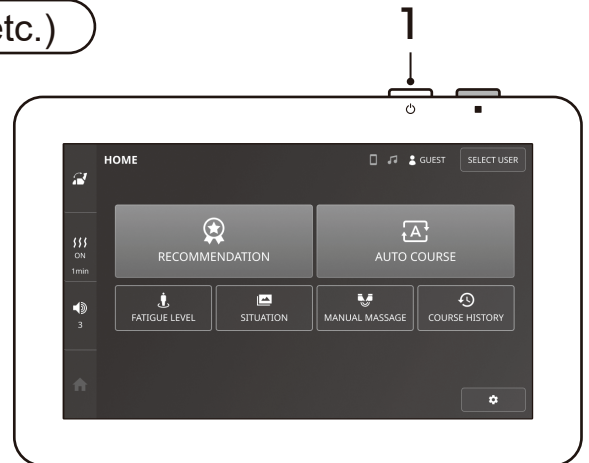 etc.)
1
HOME
GUEST
SELECT USER
ON
1min
3
RECOMMENDATION
A
AUTO COURSE
FATIGUE LEVEL
SITUATION
MANUAL MASSAGE
COURSE HISTORY